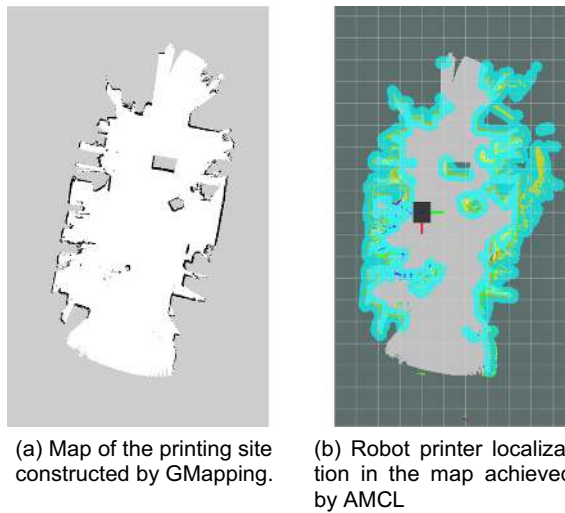 (a) Map of the printing site
constructed by GMapping.
(b) Robot printer localiza
tion in the map achieved
by AMCL